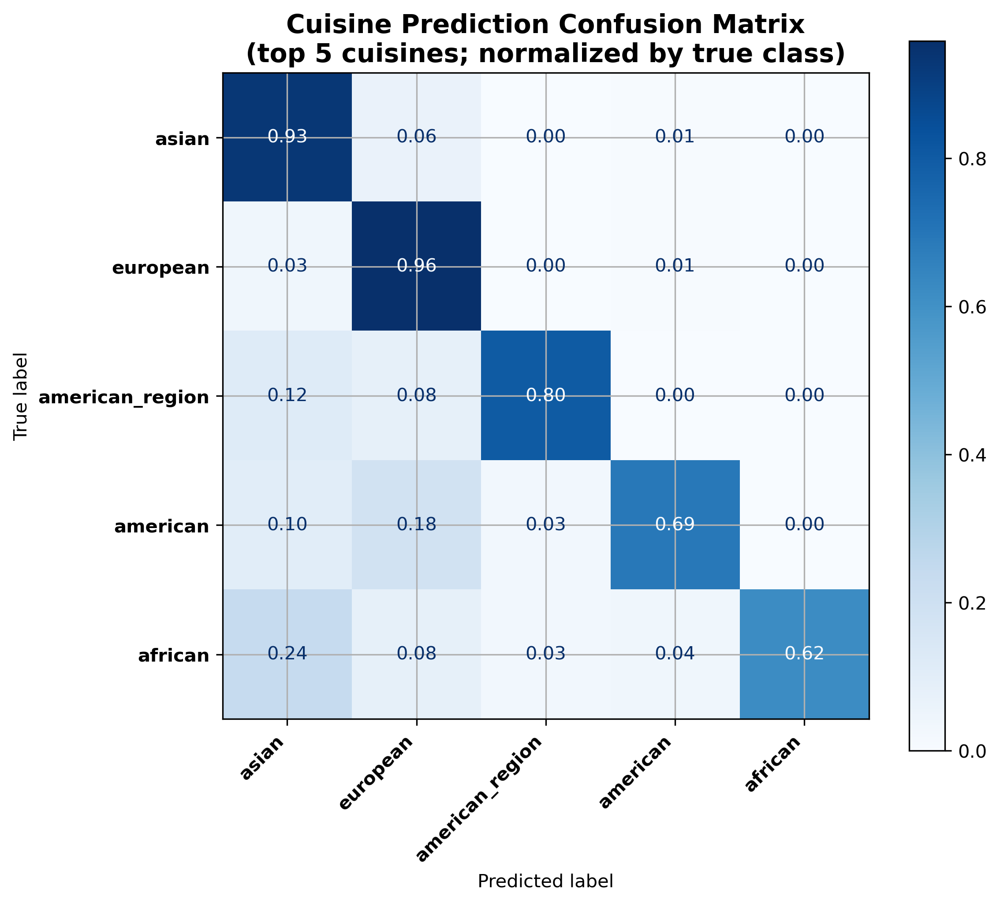 Cuisine Prediction Confusion Matrix
(top 5 cuisines; normalized by true class)
asian 0.93 0.06 0.00 0.01 0.00
european 0.03 0.96 0.00 0.01 0.00
american_region 0.12 0.08 0.80 0.00 0.00
american 0.10 0.18 0.03 0.69 0.00
african 0.24 0.08 0.03 0.04 0.62
True label
asian european american_region american african
Predicted label
0.8
0.6
0.4
0.2
0.0